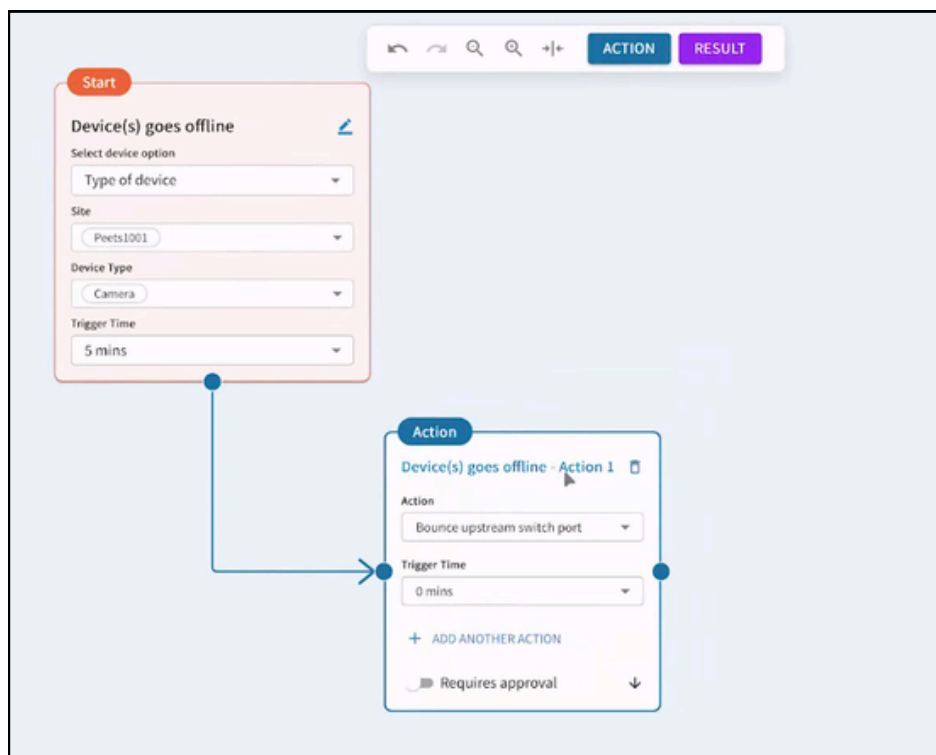 ACTION
RESULT
Start
Device(s) goes offline
Select device option
Type of device
Site
Peets1001
Device Type
Camera
Trigger Time
5 mins
Action
Device(s) goes offline - Action 1
Action
Bounce upstream switch port
Trigger Time
0 mins
+ ADD ANOTHER ACTION
Requires approval